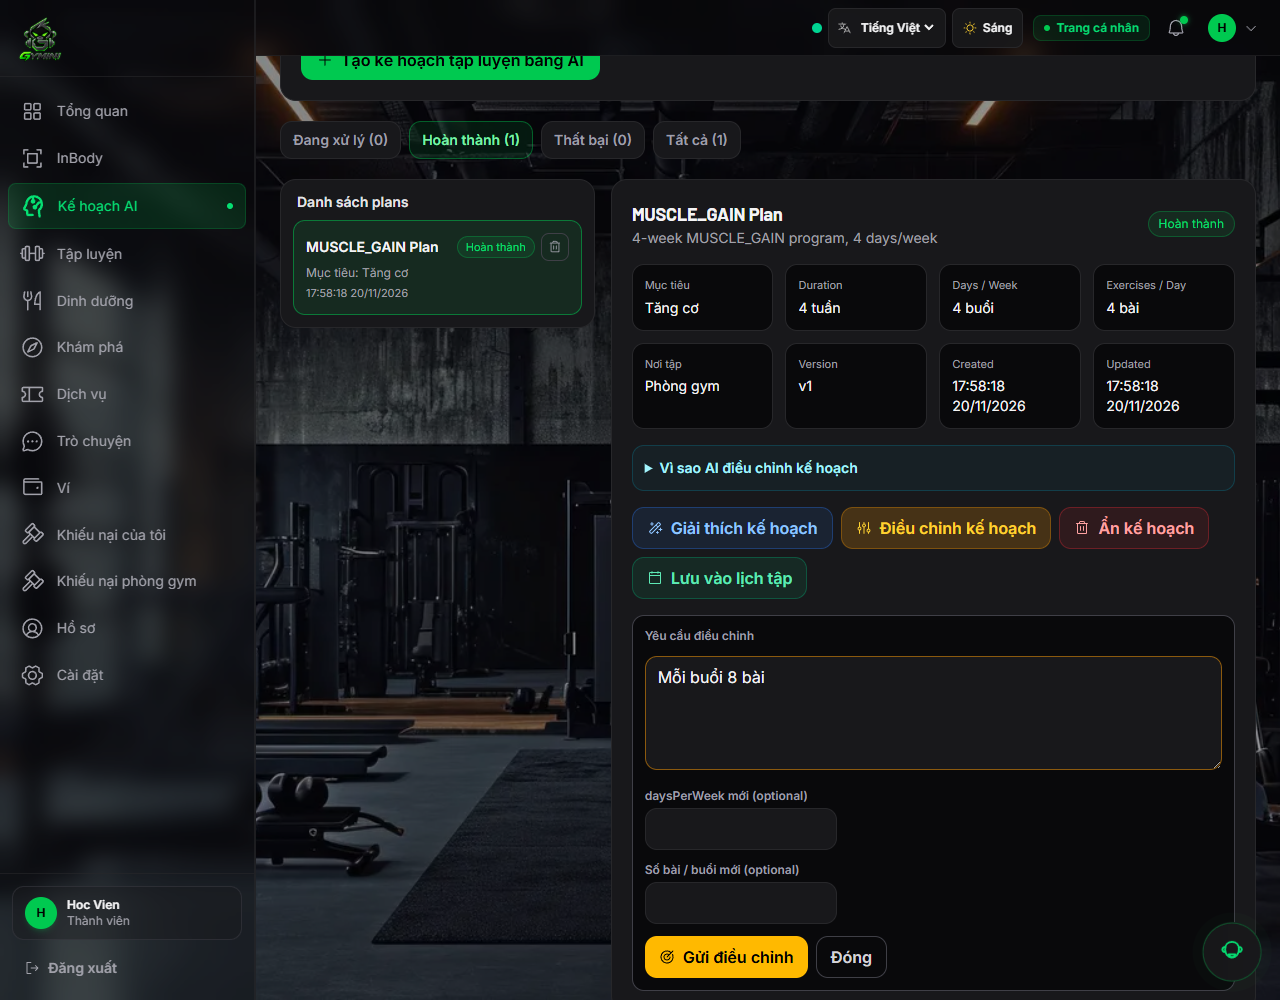 GYMINI
Tiếng Việt
Sáng
Trang cá nhân
H
Tổng quan
InBody
Kế hoạch AI
Tập luyện
Dinh dưỡng
Khám phá
Dịch vụ
Trò chuyện
Ví
Khiếu nại của tôi
Khiếu nại phòng gym
Hồ sơ
Cài đặt
H
Hoc Vien
Thành viên
Đăng xuất
+ Tạo kế hoạch tập luyện bằng AI
Đang xử lý (0)
Hoàn thành (1)
Thất bại (0)
Tất cả (1)
Danh sách plans
MUSCLE_GAIN Plan
Hoàn thành
Mục tiêu: Tăng cơ
17:58:18 20/11/2026
MUSCLE_GAIN Plan
4-week MUSCLE_GAIN program, 4 days/week
Hoàn thành
Mục tiêu
Tăng cơ
Duration
4 tuần
Days / Week
4 buổi
Exercises / Day
4 bài
Nơi tập
Phòng gym
Version
v1
Created
17:58:18
20/11/2026
Updated
17:58:18
20/11/2026
Vì sao AI điều chỉnh kế hoạch
Giải thích kế hoạch
Điều chỉnh kế hoạch
Ẩn kế hoạch
Lưu vào lịch tập
Yêu cầu điều chỉnh
Mỗi buổi 8 bài
daysPerWeek mới (optional)
Số bài / buổi mới (optional)
Gửi điều chỉnh
Đóng